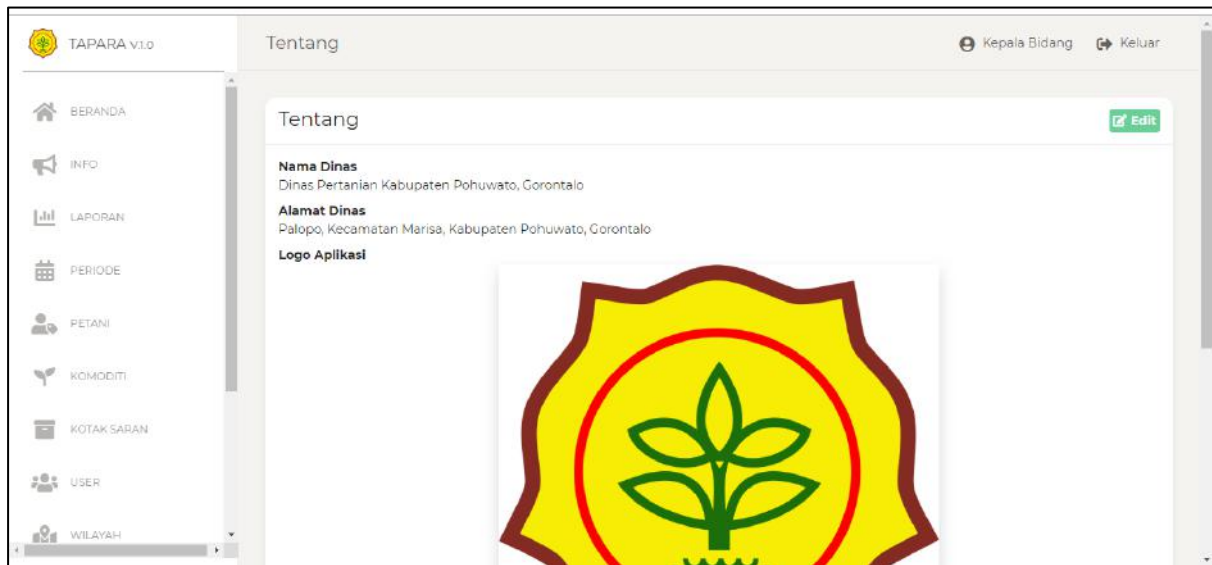 TAPARA V.1.0
Tentang
Kepala Bidang
Keluar
BERANDA
INFO
LAPORAN
PERIODE
PETANI
KOMODITI
KOTAK SARAN
USER
WILAYAH
Tentang
Edit
Nama Dinas
Dinas Pertanian Kabupaten Pohuwato, Gorontalo
Alamat Dinas
Palopo, Kecamatan Marisa, Kabupaten Pohuwato, Gorontalo
Logo Aplikasi